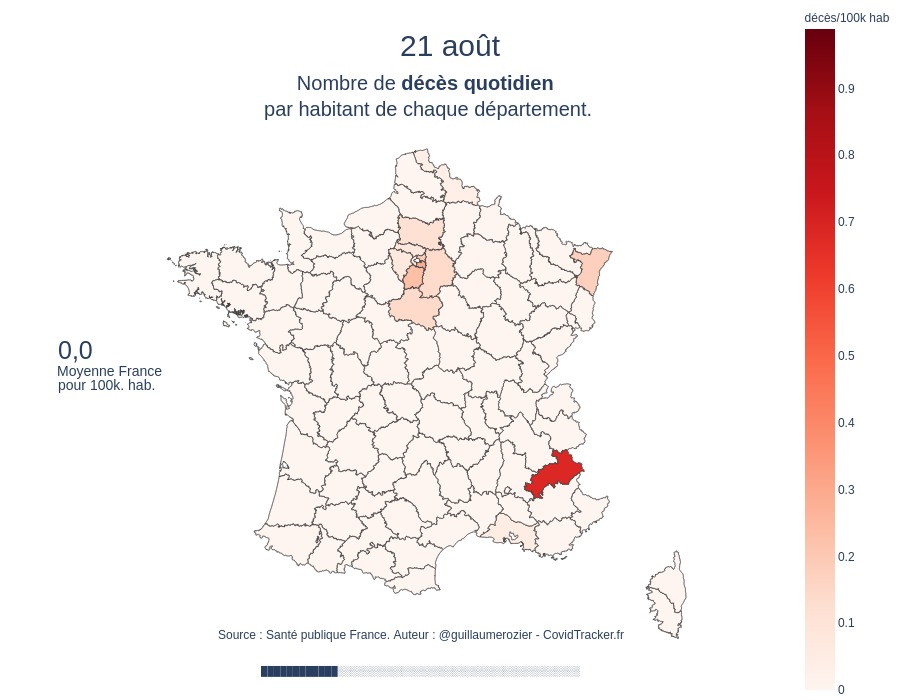 décès/100k hab
21 août
Nombre de décès quotidien
par habitant de chaque département.
0.9
0.8
0.7
0.6
0.5
0.4
0.3
0.2
0.1
0
0,0
Moyenne France
pour 100k. hab.
Source : Santé publique France. Auteur : @guillaumerozier - CovidTracker.fr